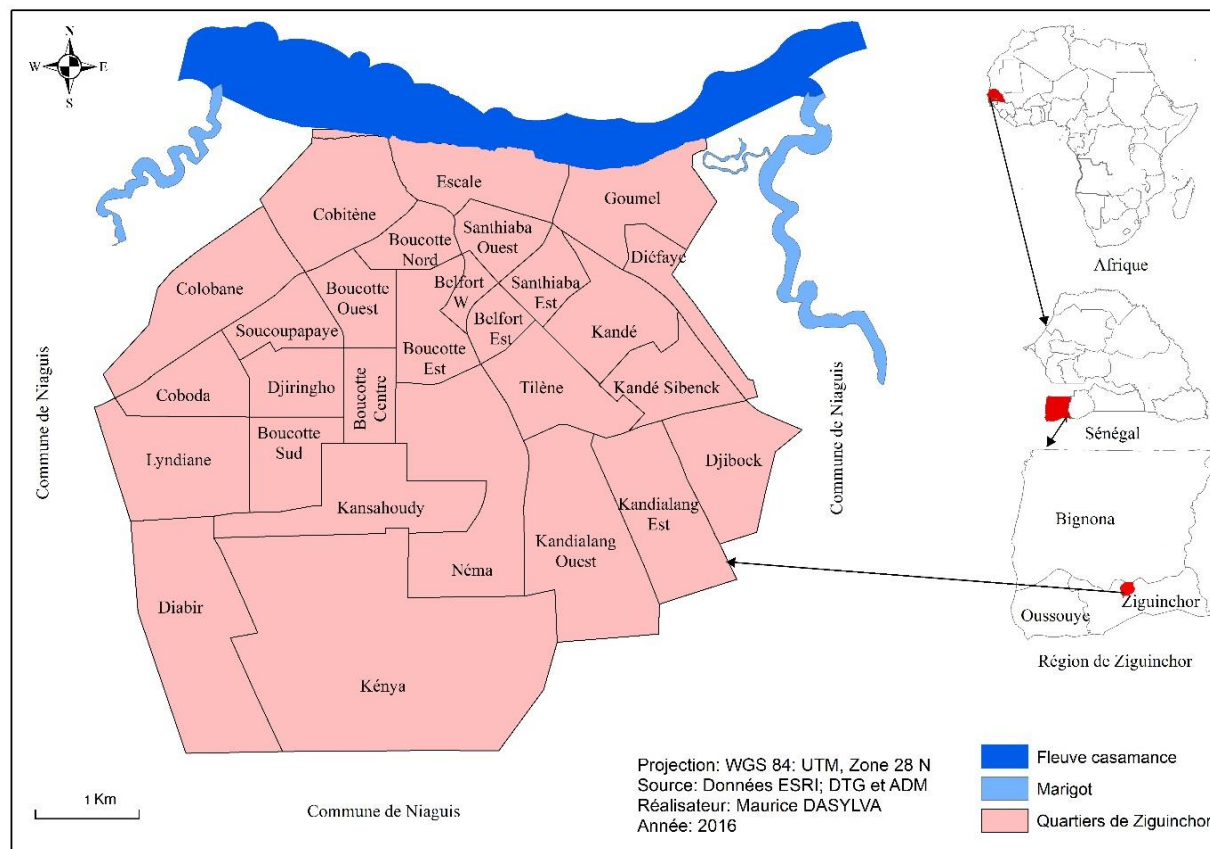 N
W E
S
Escale
Goumel
Cobitène
Santhiaba
Ouest
Boucotte
Nord
Diéfaye
Colobane
Boucotte
Ouest
Belfort
W
Santhiaba
Est
Soucoupapaye
Belfort
Est
Kandé
Boucotte
Est
Coboda
Djiringho
Boucotte
Centre
Tilène
Kandé Sibenck
Lyndiane
Boucotte
Sud
Djibock
Kansahoudy
Kandialang
Est
Kandialang
Ouest
Néma
Diabir
Kénya
Commune de Niaguis
Commune de Niaguis
Commune de Niaguis
1 Km
Afrique
Sénégal
Bignona
Ziguinchor
Oussouye
Région de Ziguinchor
Projection: WGS 84: UTM, Zone 28 N
Source: Données ESRI; DTG et ADM
Réalisateur: Maurice DASYLVA
Année: 2016
Fleuve casamance
Marigot
Quartiers de Ziguinchor